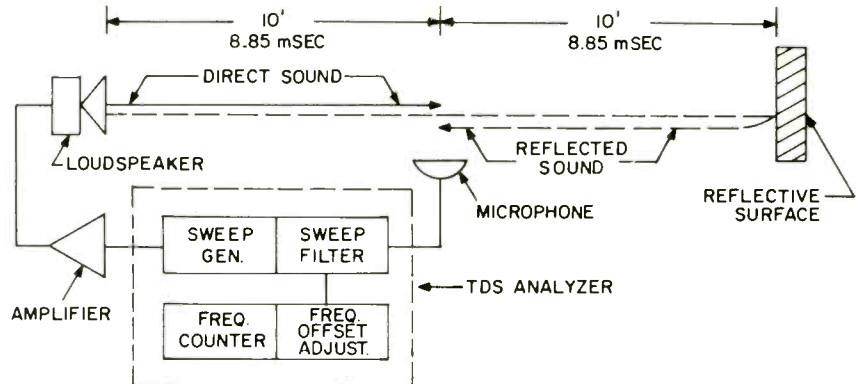 10'
8.85 mSEC
10'
8.85 mSEC
DIRECT SOUND
LOUDSPEAKER
REFLECTED
SOUND
REFLECTIVE
SURFACE
MICROPHONE
SWEEP
GEN.
SWEEP
FILTER
TDS ANALYZER
AMPLIFIER
FREQ.
COUNTER
FREQ.
OFFSET
ADJUST.